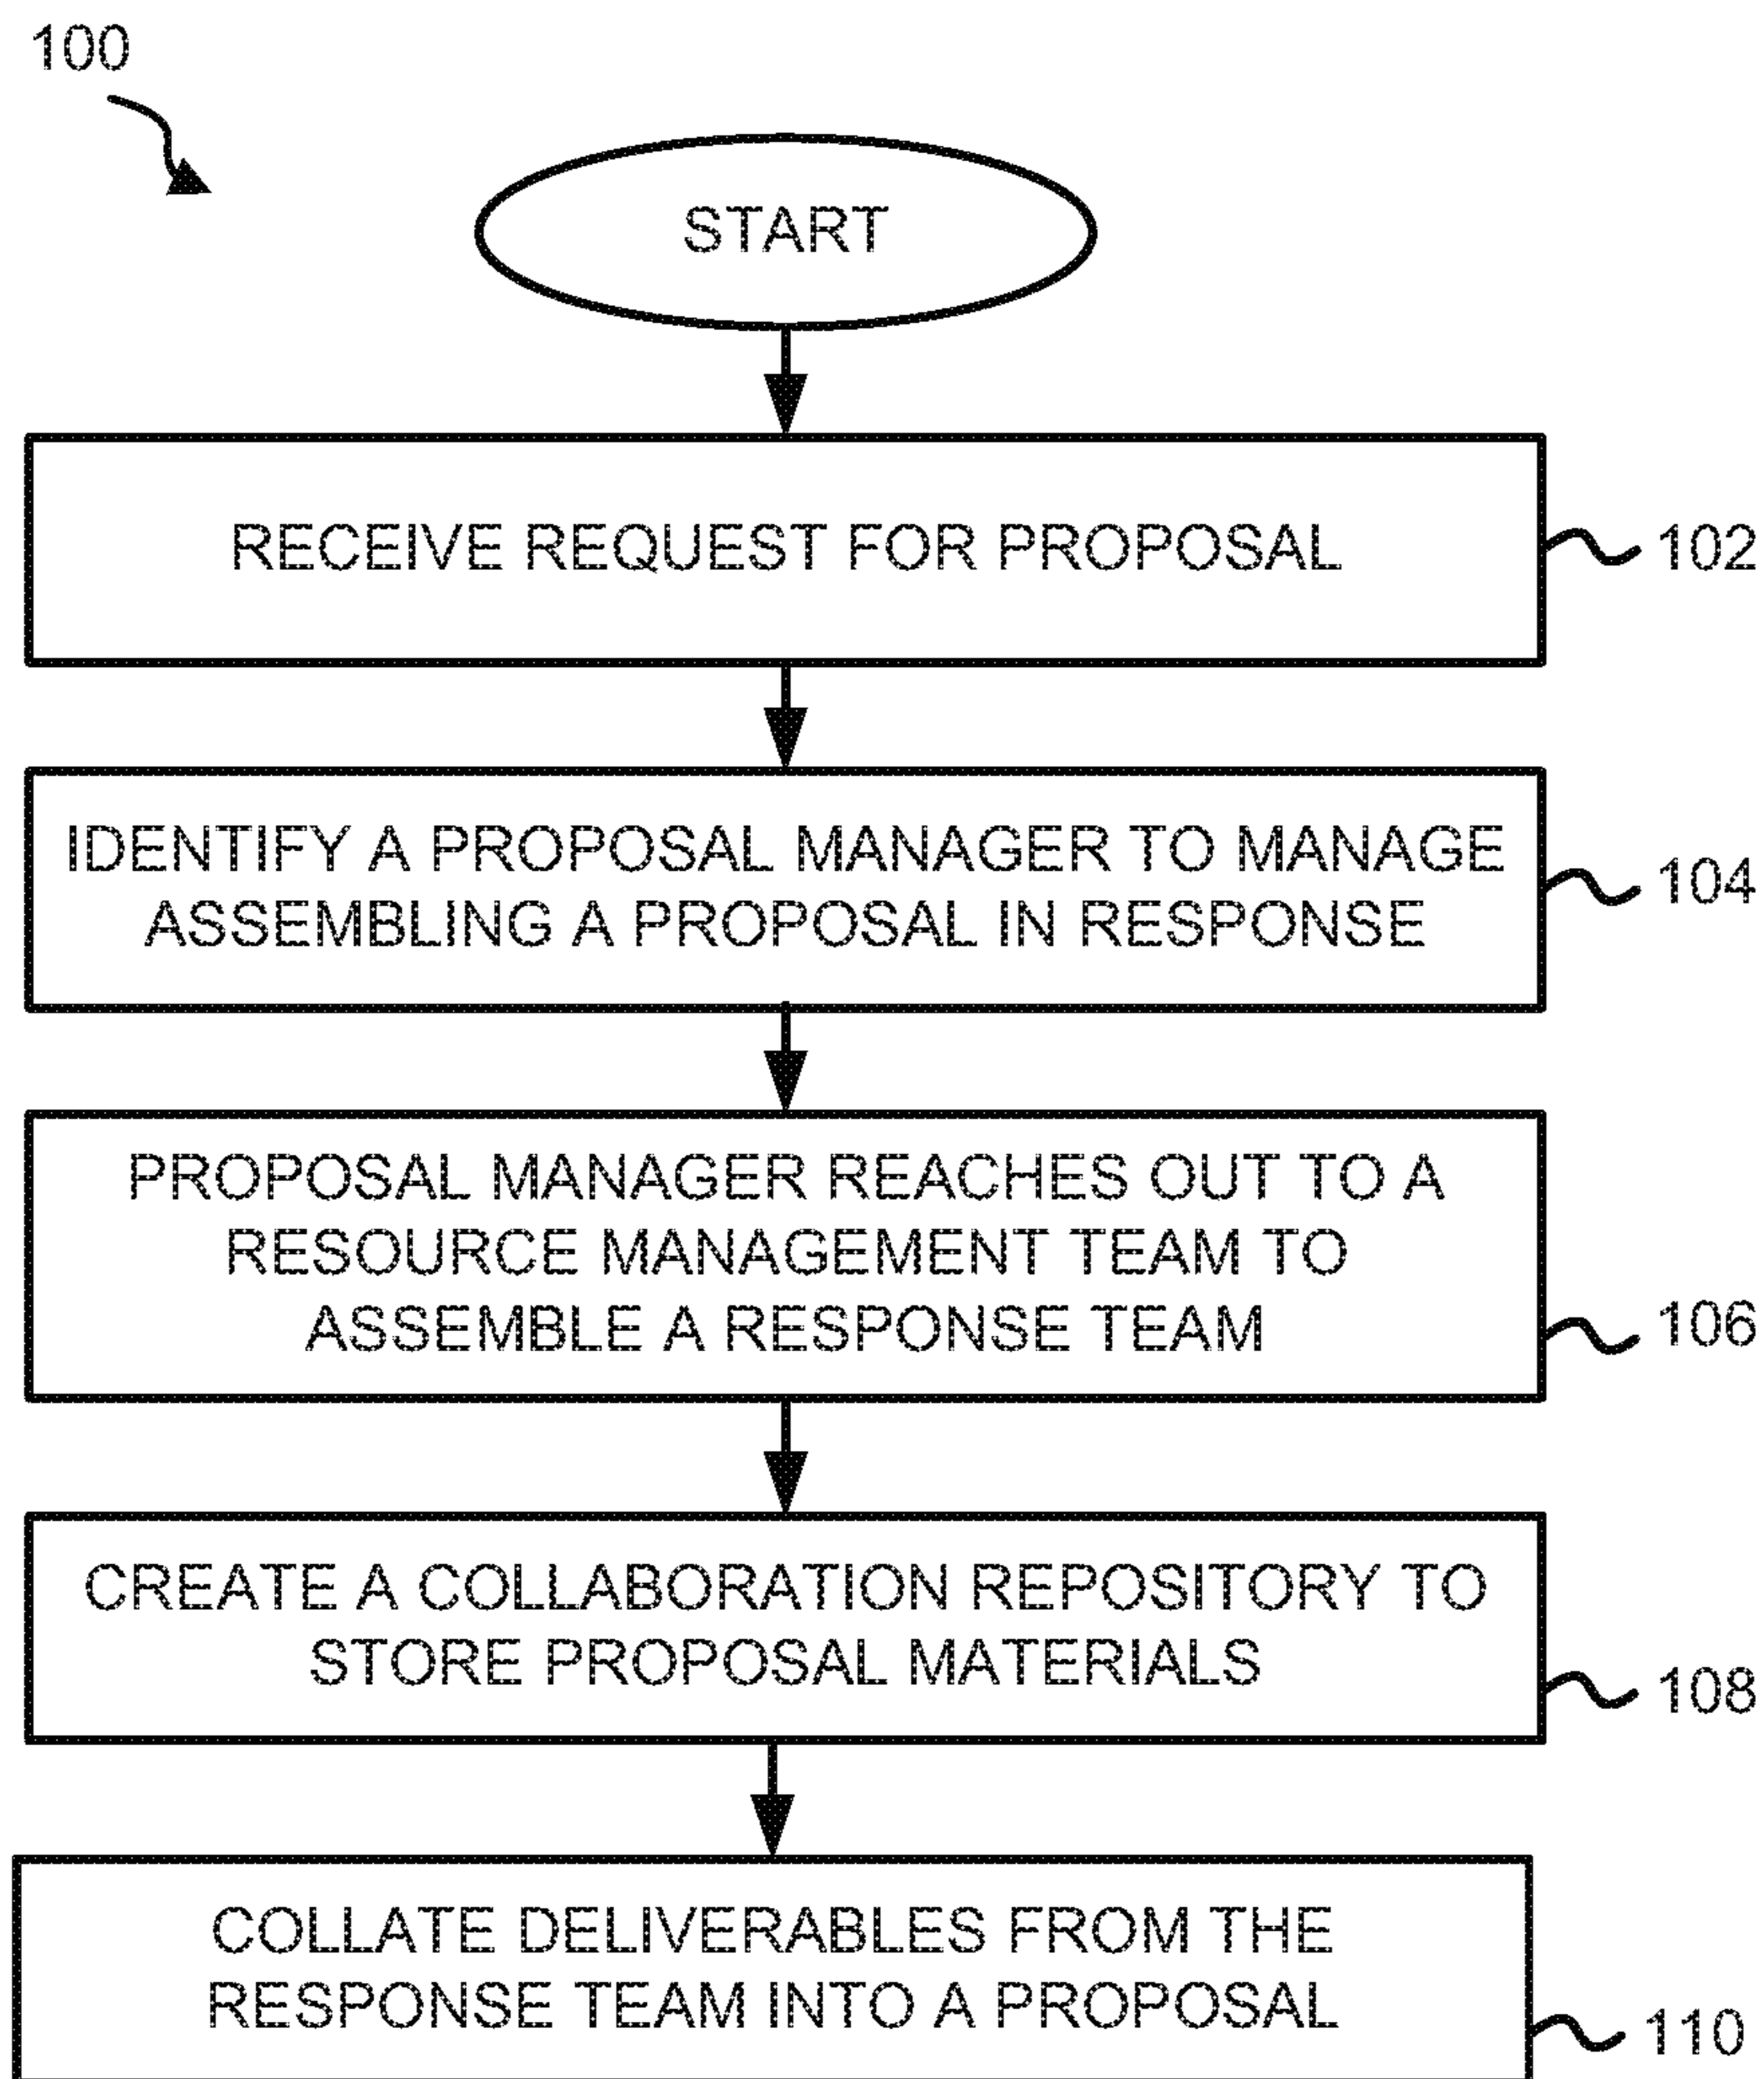 100
START
RECEIVE REQUEST FOR PROPOSAL
102
IDENTIFY A PROPOSAL MANAGER TO MANAGE
ASSEMBLING A PROPOSAL IN RESPONSE
104
PROPOSAL MANAGER REACHES OUT TO A
RESOURCE MANAGEMENT TEAM TO
ASSEMBLE A RESPONSE TEAM
106
CREATE A COLLABORATION REPOSITORY TO
STORE PROPOSAL MATERIALS
108
COLLATE DELIVERABLES FROM THE
RESPONSE TEAM INTO A PROPOSAL
110